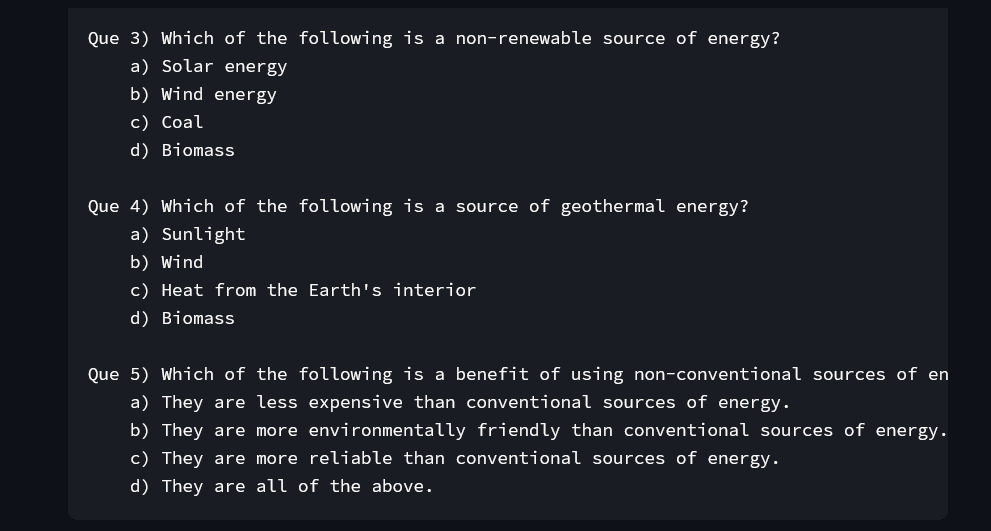 Que 3) Which of the following is a non-renewable source of energy?
a) Solar energy
b) Wind energy
c) Coal
d) Biomass
Que 4) Which of the following is a source of geothermal energy?
a) Sunlight
b) Wind
c) Heat from the Earth's interior
d) Biomass
Que 5) Which of the following is a benefit of using non-conventional sources of en
a) They are less expensive than conventional sources of energy.
b) They are more environmentally friendly than conventional sources of energy.
c) They are more reliable than conventional sources of energy.
d) They are all of the above.